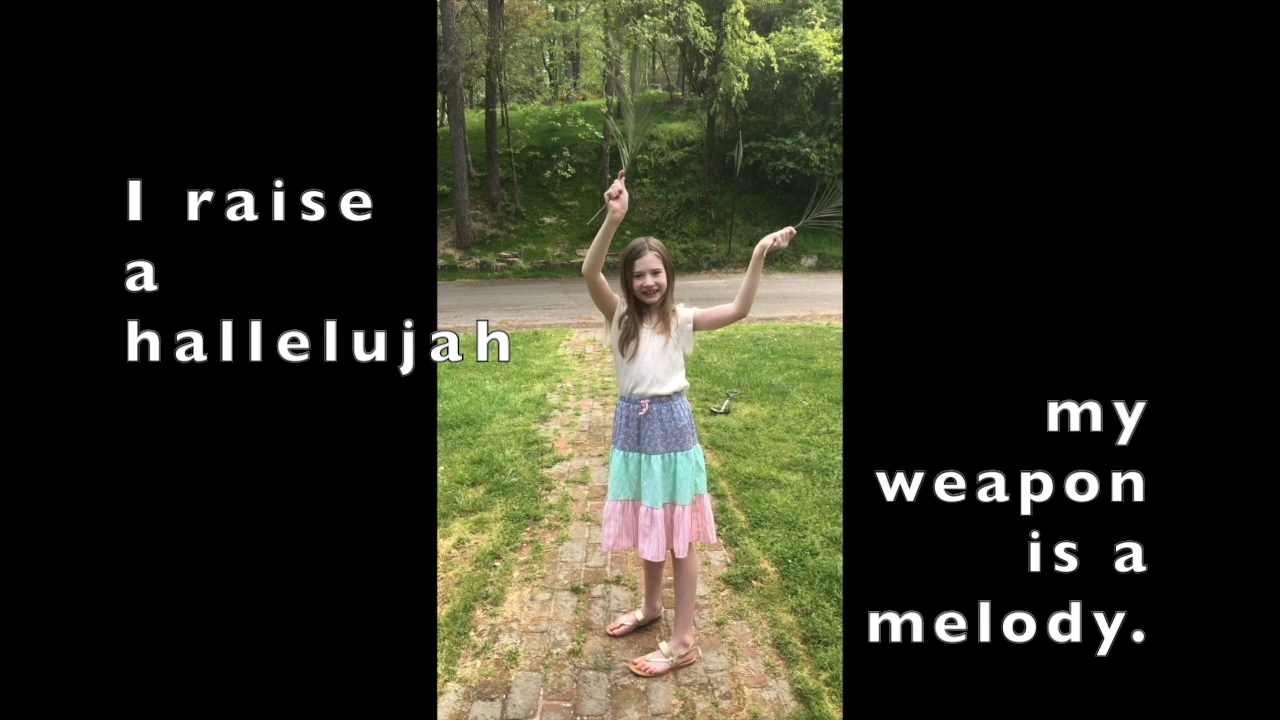 I raise
a
hallelujah
my
weapon
is a
melody.